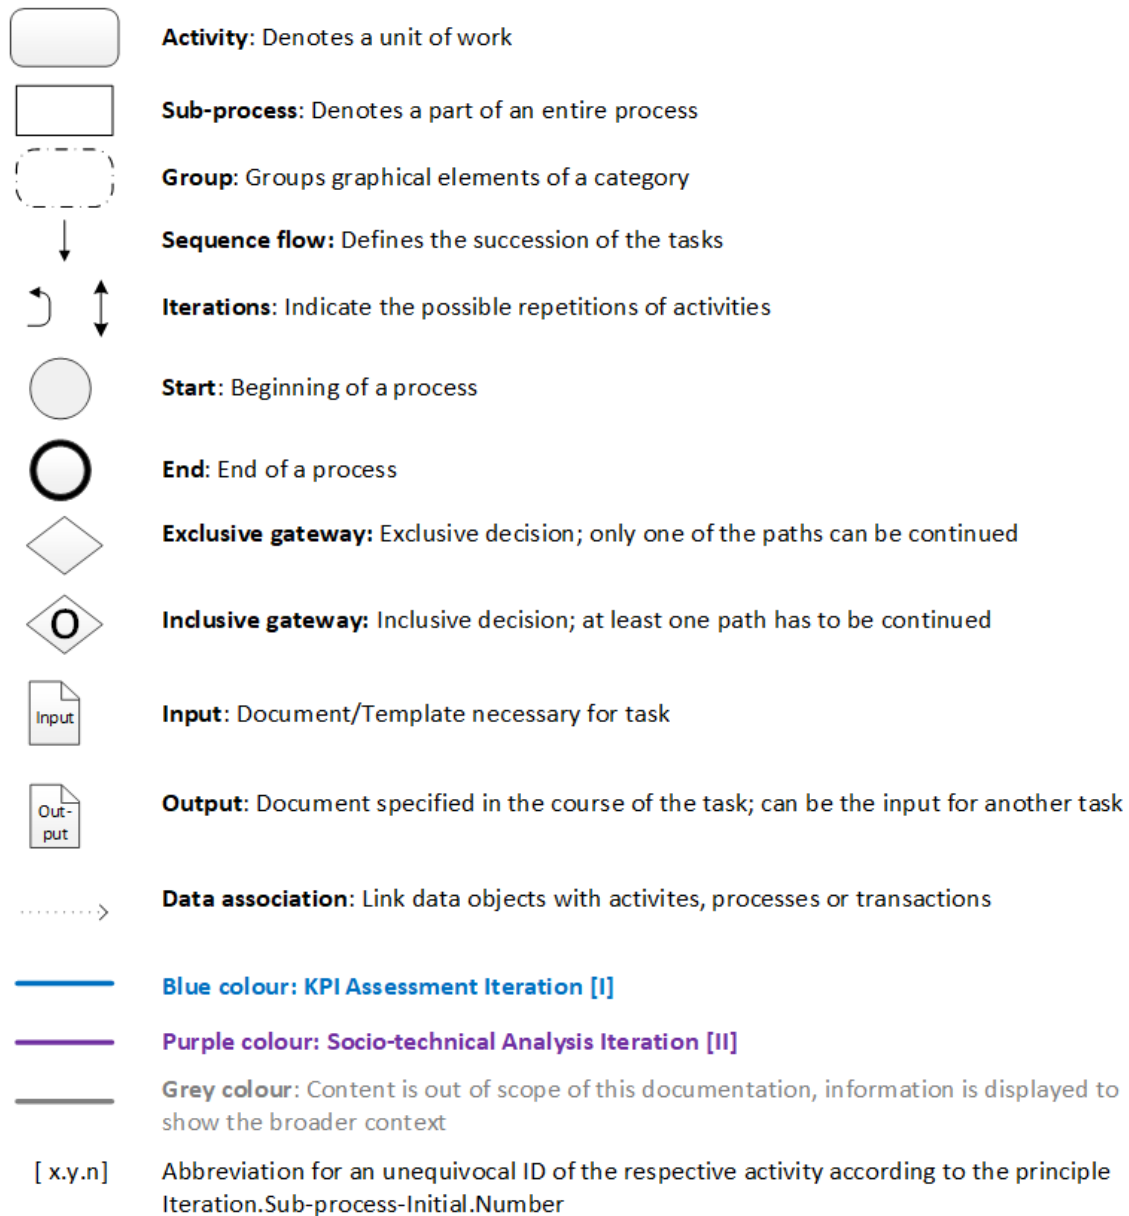 Activity: Denotes a unit of work
Sub-process: Denotes a part of an entire process
Group: Groups graphical elements of a category
Sequence flow: Defines the succession of the tasks
Iterations: Indicate the possible repetitions of activities
Start: Beginning of a process
End: End of a process
Exclusive gateway: Exclusive decision; only one of the paths can be continued
O
Inclusive gateway: Inclusive decision; at least one path has to be continued
Input
Input: Document/Template necessary for task
Out-
put
Output: Document specified in the course of the task; can be the input for another task
Data association: Link data objects with activites, processes or transactions
Blue colour: KPI Assessment Iteration [I]
Purple colour: Socio-technical Analysis Iteration [II]
Grey colour: Content is out of scope of this documentation, information is displayed to
show the broader context
[ x.y.n]
Abbreviation for an unequivocal ID of the respective activity according to the principle
Iteration.Sub-process-Initial.Number